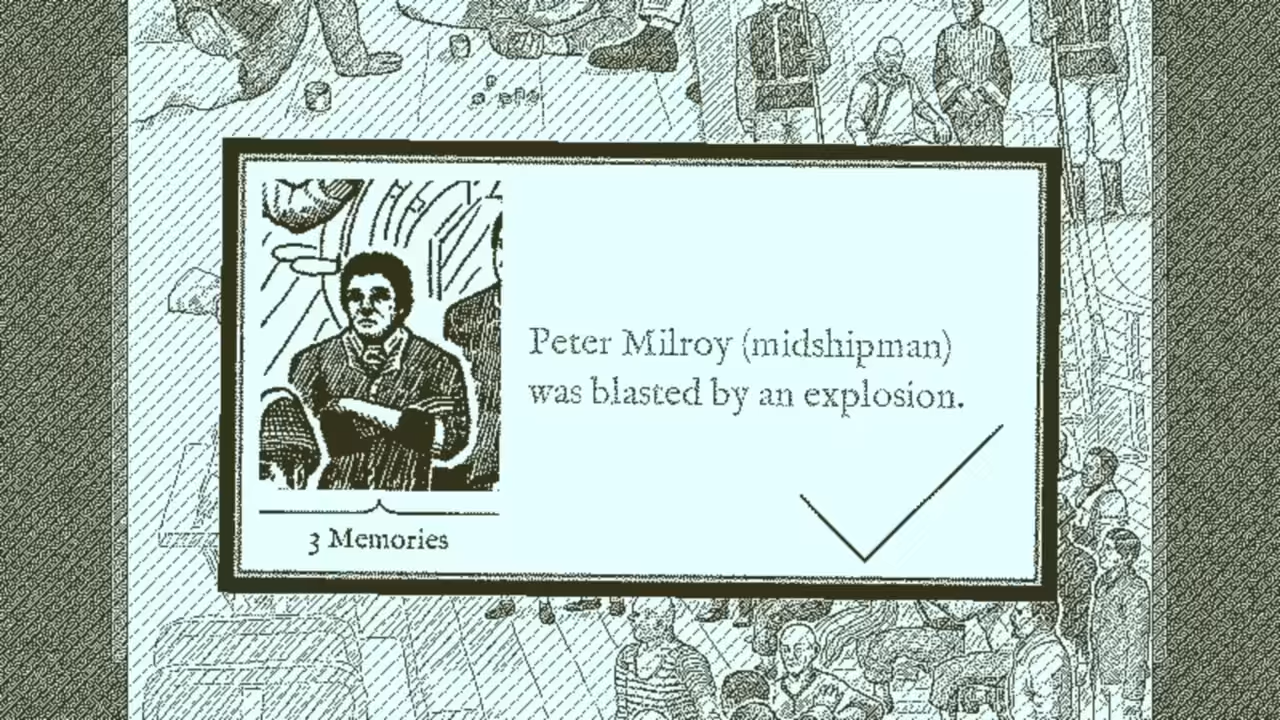 Peter Milroy (midshipman)
was blasted by an explosion.
3 Memories